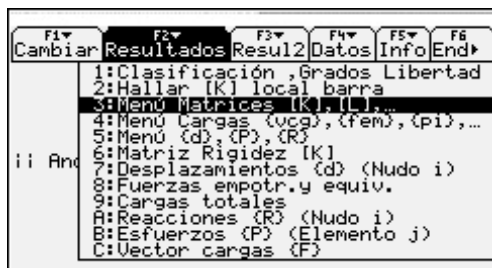 F1▾ F2▾ F3▾ F4▾ F5▾ F6
Cambiar Resultados Resul2 Datos Info End▸
1:Clasificación ,Grados Libertad
2:Hallar [K] local barra
3:Menú Matrices [K],[L],…
4:Menú Cargas {vcg},{fem},{pi},…
5:Menú {d},{P},{R}
6:Matriz Rigidez [K]
¡¡ And
7:Desplazamientos {d} (Nudo i)
8:Fuerzas empotr.y equiv.
9:Cargas totales
A:Reacciones {R} (Nudo i)
B:Esfuerzos {P} (Elemento j)
C:Vector cargas {F}